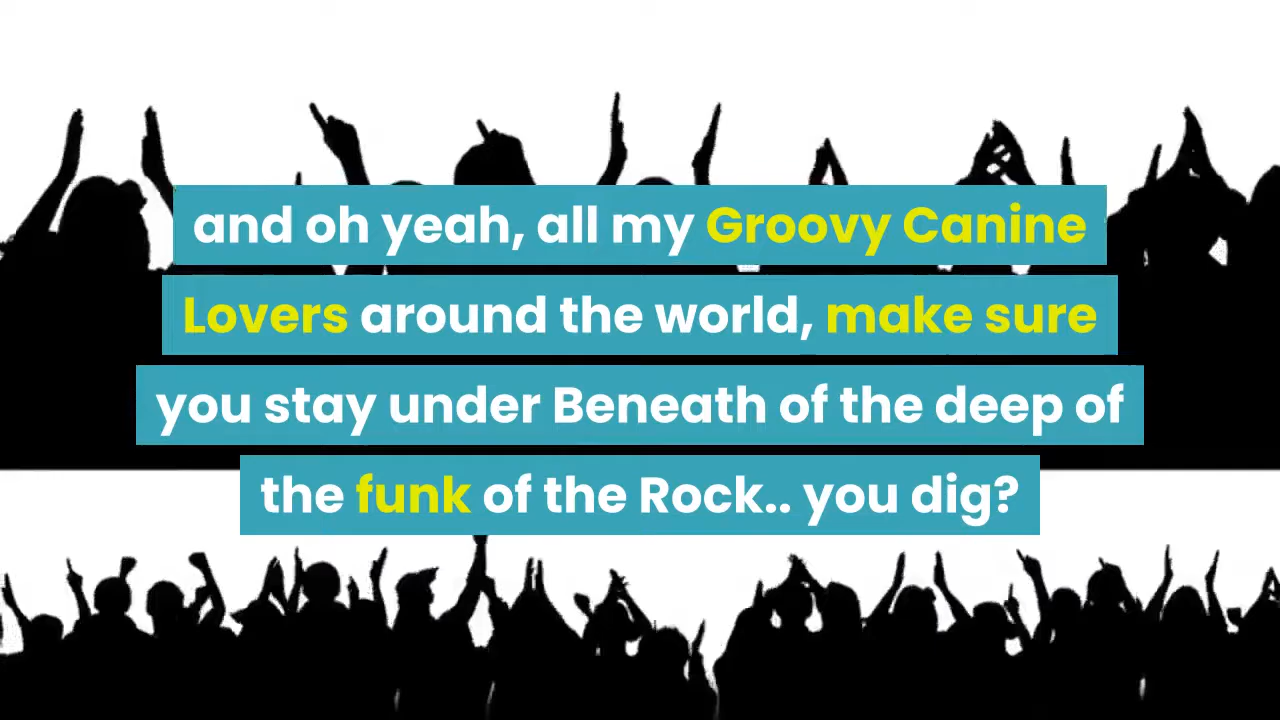 and oh yeah, all my Groovy Canine
Lovers around the world, make sure
you stay under Beneath of the deep of
the funk of the Rock.. you dig?